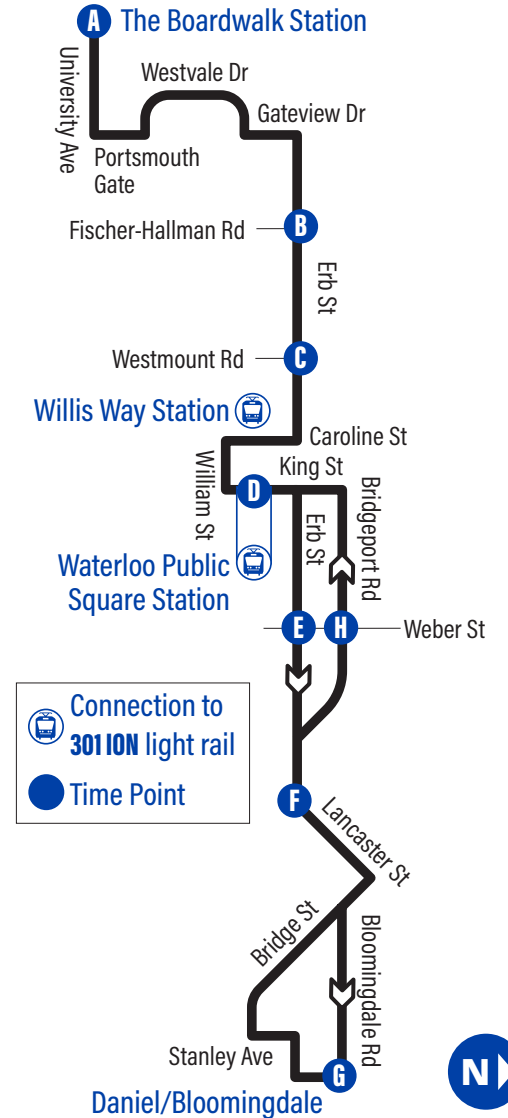 A The Boardwalk Station
University Ave
Westvale Dr
Gateview Dr
Portsmouth
Gate
Fischer-Hallman Rd
B
Erb St
Westmount Rd
C
Willis Way Station
Caroline St
William St
King St
D
Bridgeport Rd
Erb St
Waterloo Public
Square Station
E
H
Weber St
Connection to
301 ION light rail
Time Point
F
Lancaster St
Bridge St
Bloomingdale Rd
Stanley Ave
G
Daniel/Bloomingdale
N